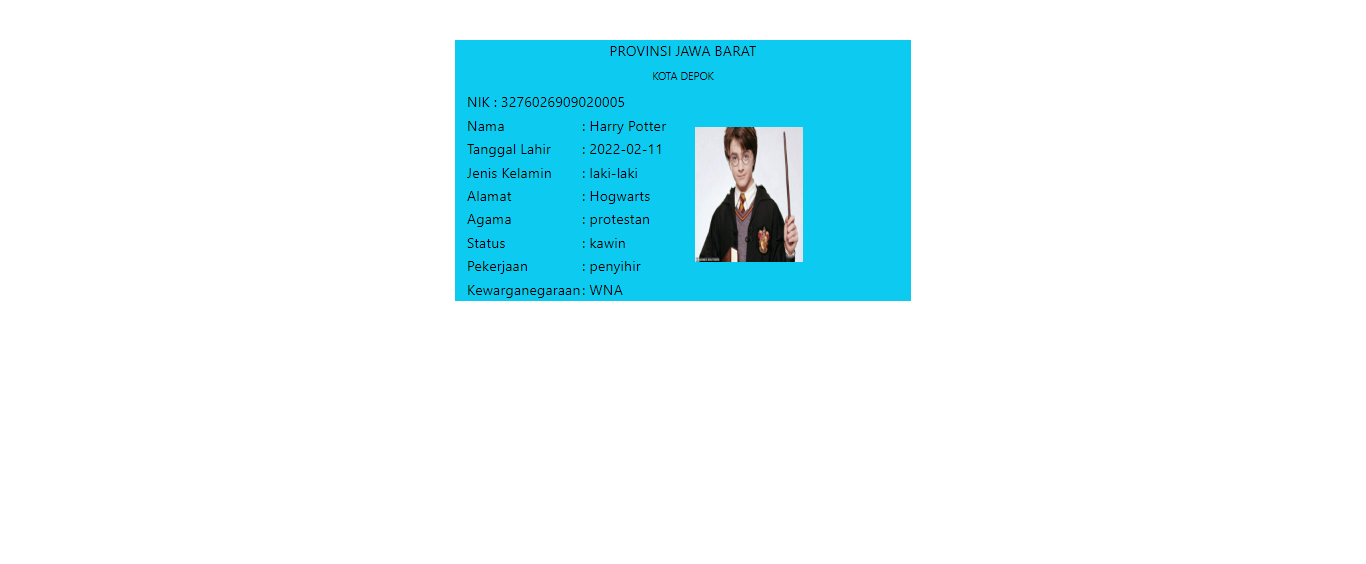 PROVINSI JAWA BARAT
KOTA DEPOK
NIK : 3276026909020005
Nama : Harry Potter
Tanggal Lahir : 2022-02-11
Jenis Kelamin : laki-laki
Alamat : Hogwarts
Agama : protestan
Status : kawin
Pekerjaan : penyihir
Kewarganegaraan : WNA